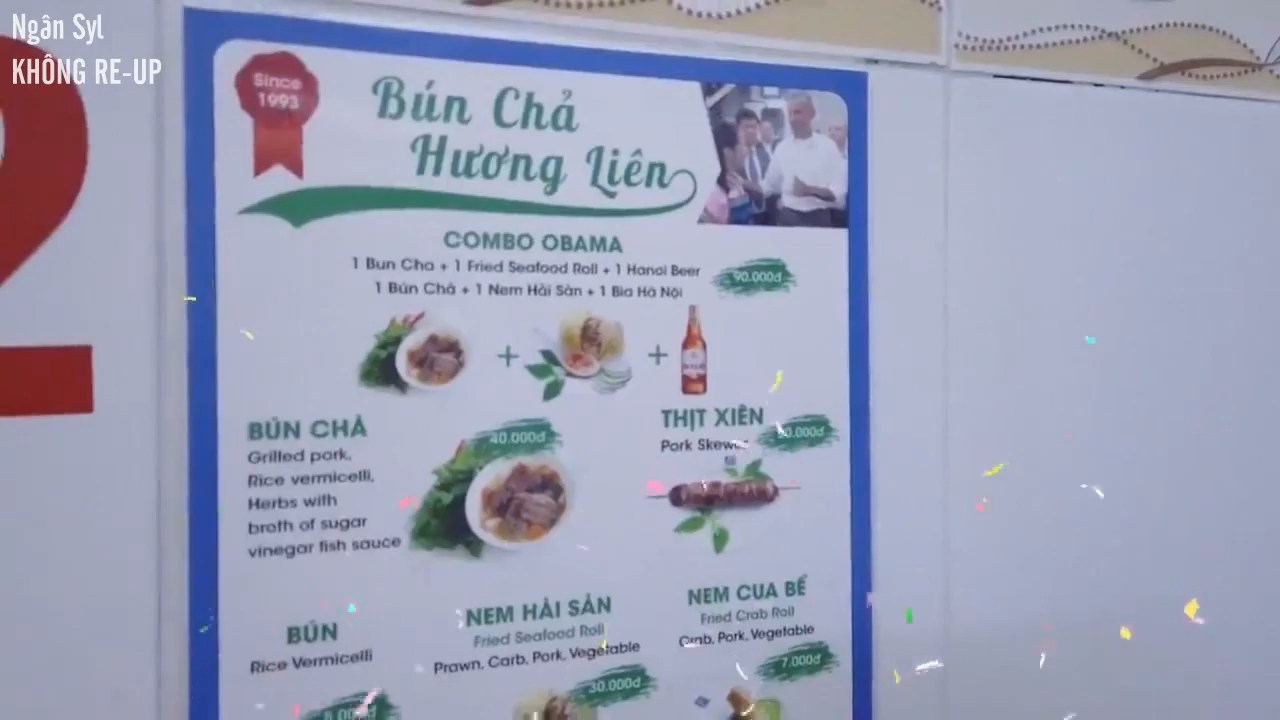 Ngân Syl
KHÔNG RE-UP
Since
1993
Bún Chả
Hương Liên
COMBO OBAMA
1 Bun Cha + 1 Fried Seafood Roll + 1 Hanoi Beer
1 Bún Chả + 1 Nem Hải Sản + 1 Bia Hà Nội
90.000đ
BÚN CHẢ
Grilled pork,
Rice vermicelli,
Herbs with
broth of sugar
vinegar fish sauce
40.000đ
THỊT XIÊN
Pork
BÚN
Rice Vermicelli
NEM HẢI SẢN
Fried Seafood Roll
Prawn, Carb, Pork, Vegetable
30.000đ
NEM CUA BỂ
Fried Crab Roll
Crab, Pork, Vegetable
7.000đ